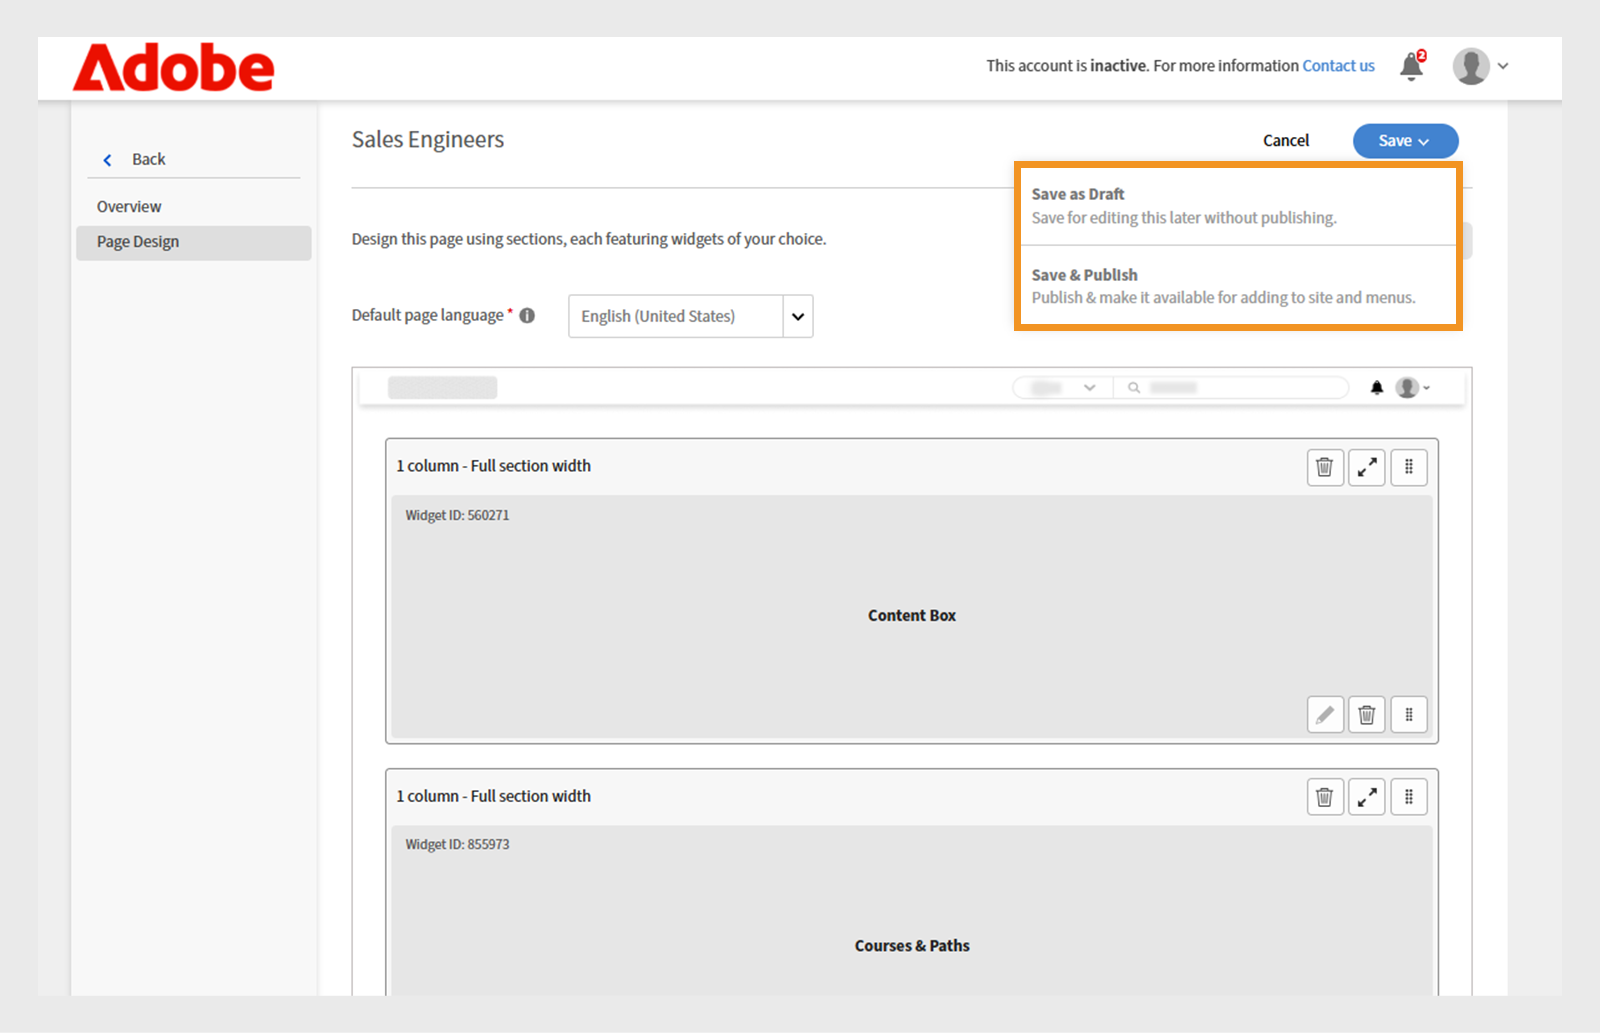 Adobe
This account is inactive. For more information Contact us
2
Back
Overview
Page Design
Sales Engineers
Cancel
Save
Save as Draft
Save for editing this later without publishing.
Save & PublIsh
Publish & make it available for adding to site and menus.
Design this page using sections, each featuring widgets of your choice.
Default page language *
English (United States)
1 column - Full section width
Widget ID: 560271
Content Box
1 column - Full section width
Widget ID: 855973
Courses & Paths